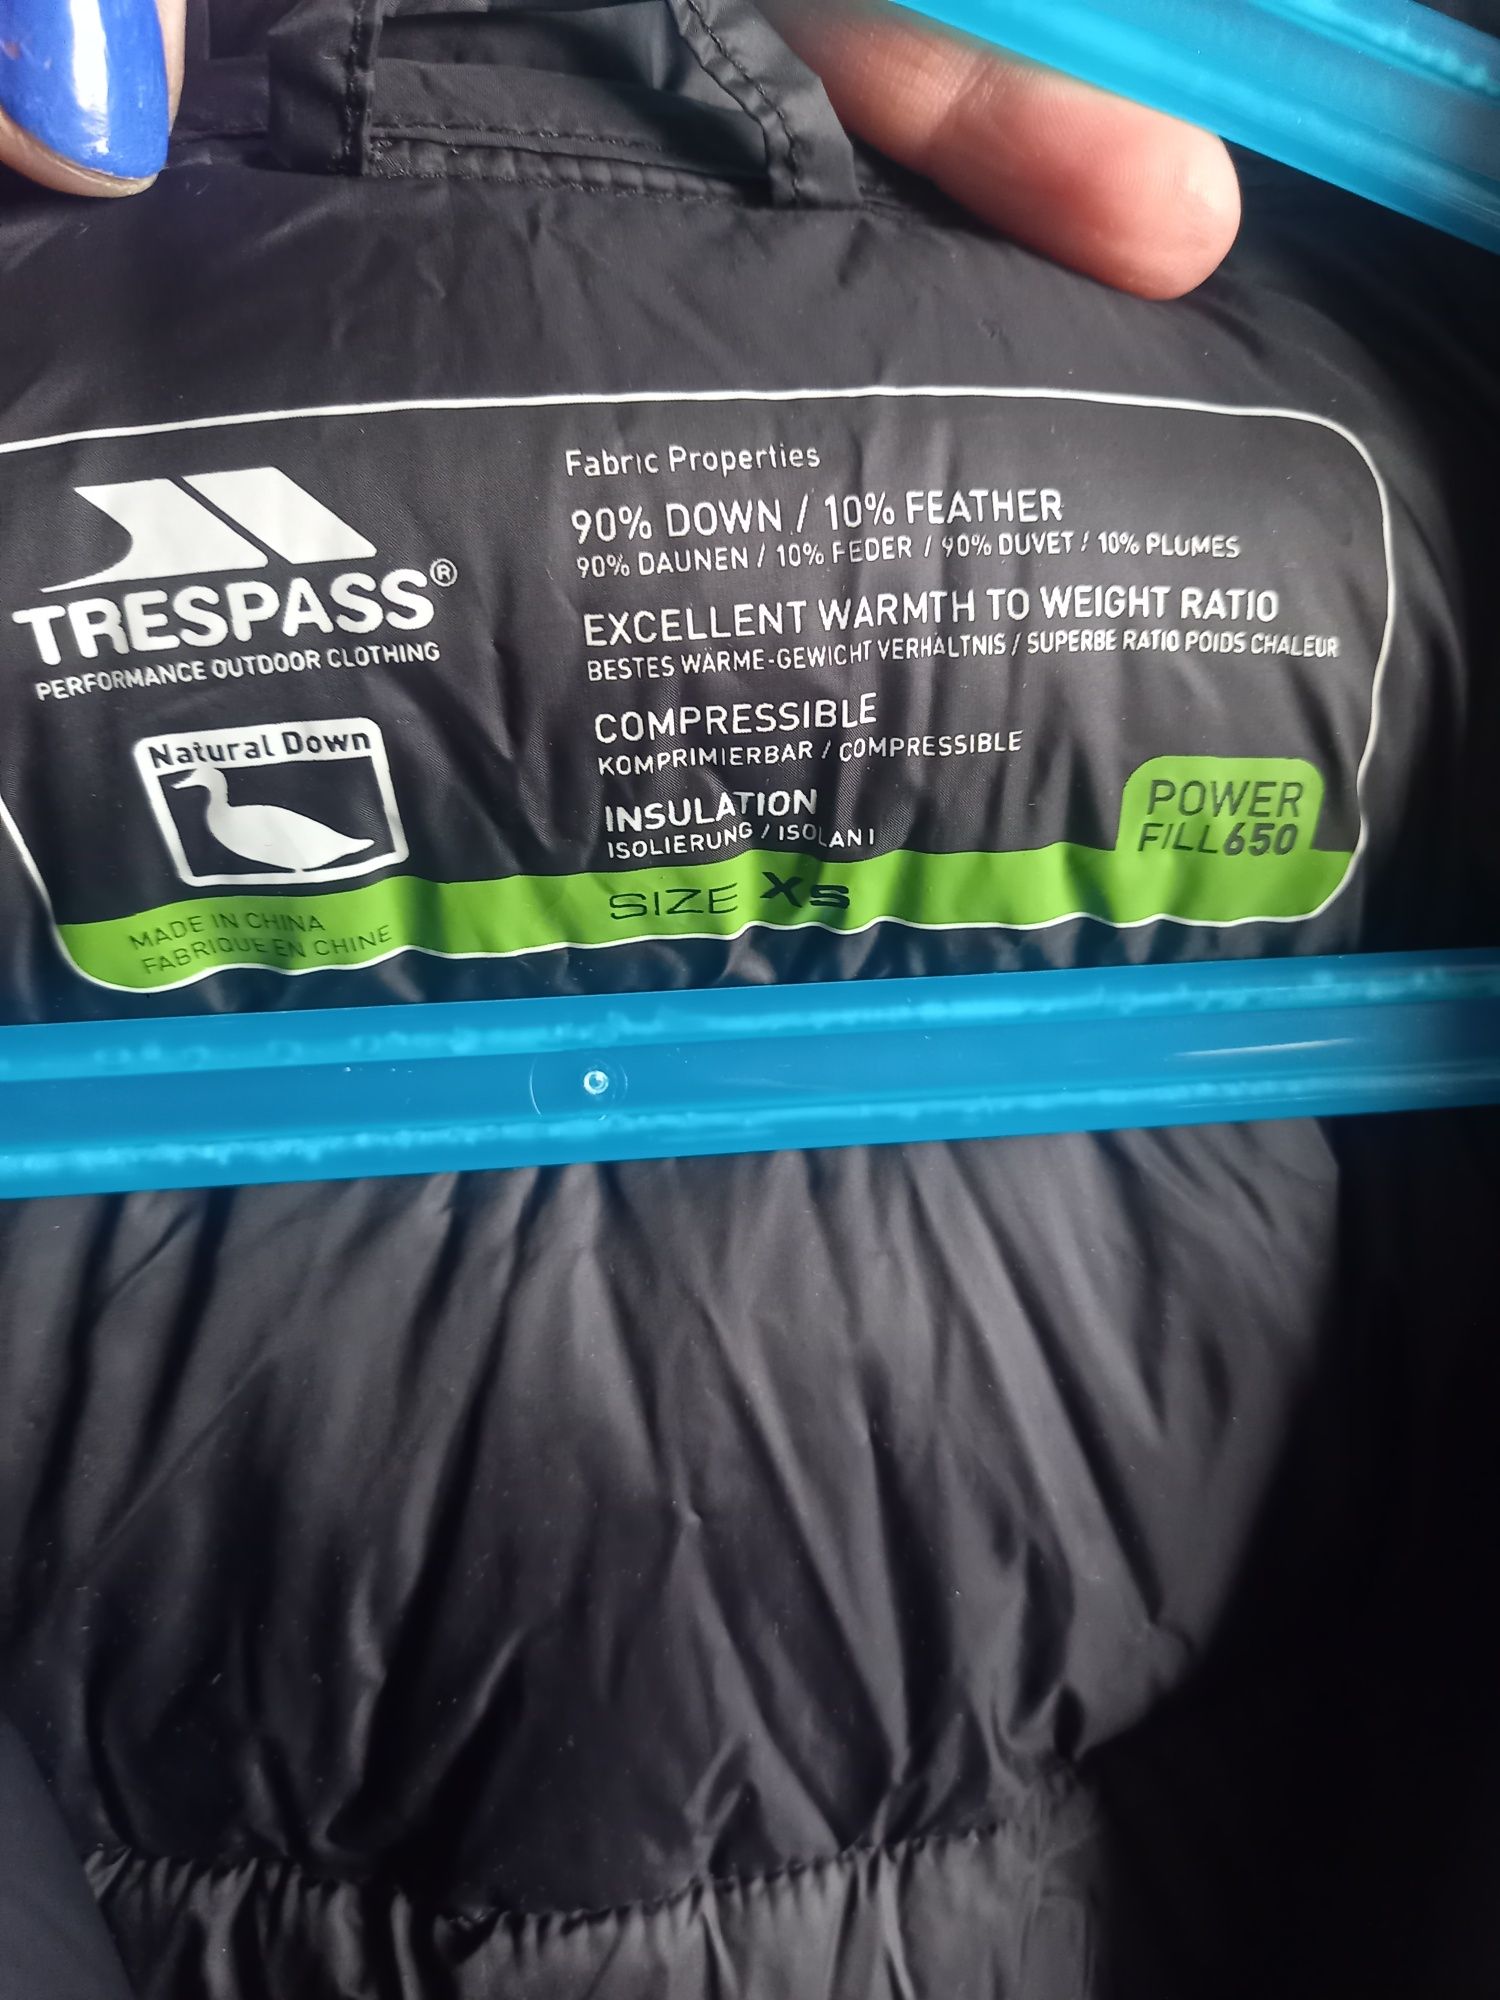 TRESPASS®
PERFORMANCE OUTDOOR CLOTHING
Natural Down
Fabric Properties
90% DOWN / 10% FEATHER
90% DAUNEN / 10% FEDER / 90% DUVET / 10% PLUMES
EXCELLENT WARMTH TO WEIGHT RATIO
BESTES WÄRME-GEWICHT VERHÄLTNIS / SUPERBE RATIO POIDS CHALEUR
COMPRESSIBLE
KOMPRIMIERBAR / COMPRESSIBLE
INSULATION
ISOLIERUNG / ISOLANT
POWER
FILL650
SIZE XS
MADE IN CHINA
FABRIQUE EN CHINE